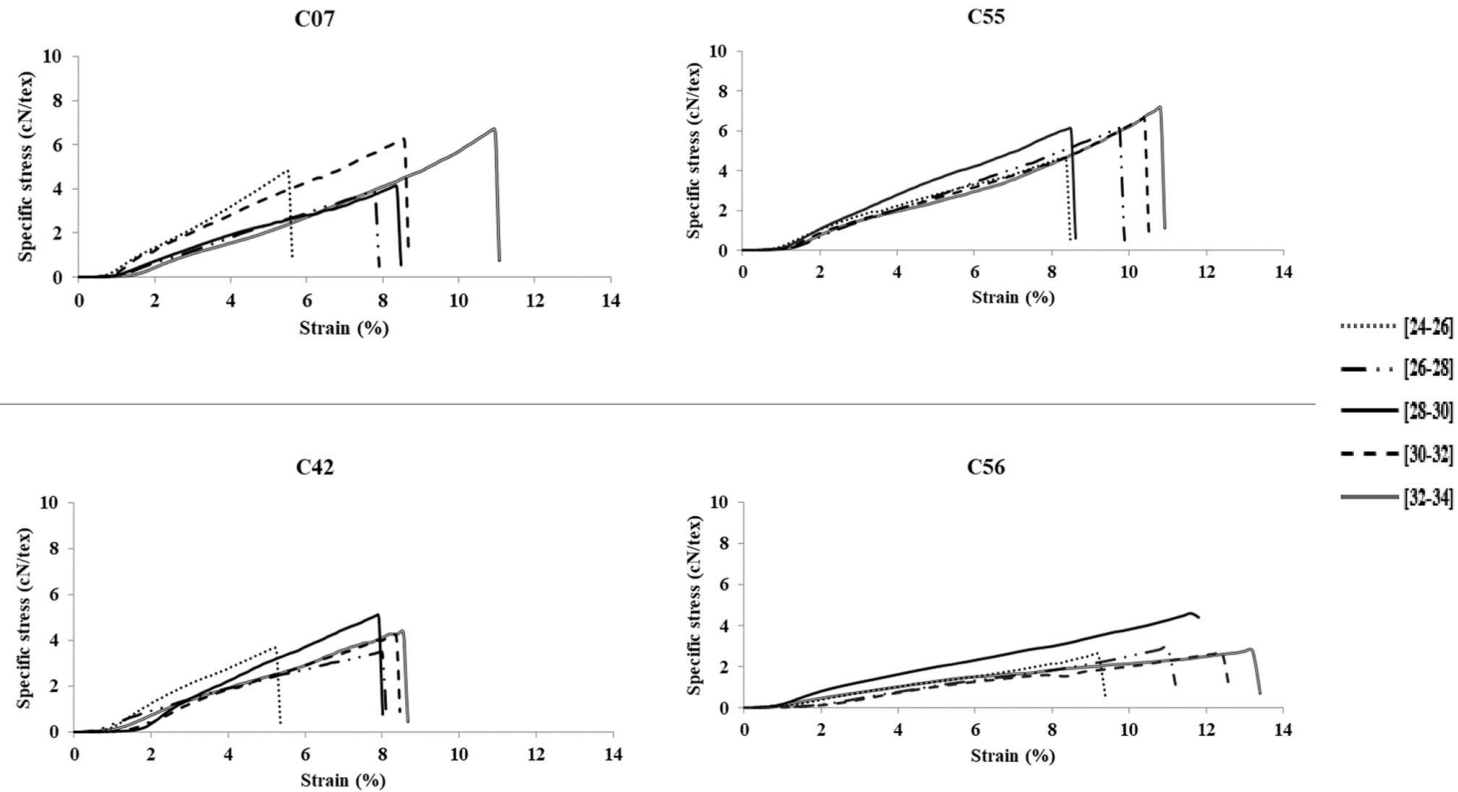 C07
Specific stress (cN/tex)
10
8
6
4
2
0
0 2 4 6 8 10 12 14
Strain (%)
C55
Specific stress (cN/tex)
10
8
6
4
2
0
0 2 4 6 8 10 12 14
Strain (%)
[24-26]
[26-28]
[28-30]
[30-32]
[32-34]
C42
Specific stress (cN/tex)
10
8
6
4
2
0
0 2 4 6 8 10 12 14
Strain (%)
C56
Specific stress (cN/tex)
10
8
6
4
2
0
0 2 4 6 8 10 12 14
Strain (%)